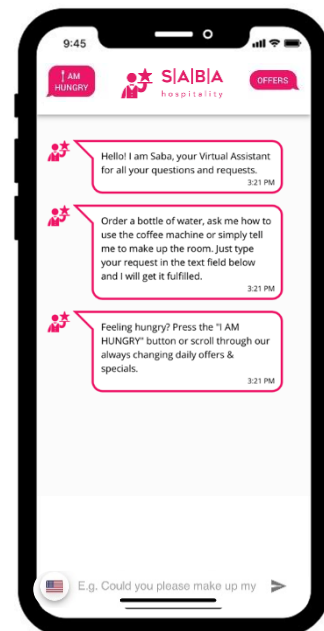 9:45
I AM
HUNGRY
S|A|B|A
hospitality
OFFERS
Hello! I am Saba, your Virtual Assistant
for all your questions and requests.
3:21 PM
Order a bottle of water, ask me how to
use the coffee machine or simply tell
me to make up the room. Just type
your request in the text field below
and I will get it fulfilled.
3:21 PM
Feeling hungry? Press the "I AM
HUNGRY" button or scroll through our
always changing daily offers &
specials.
3:21 PM
E.g. Could you please make up my